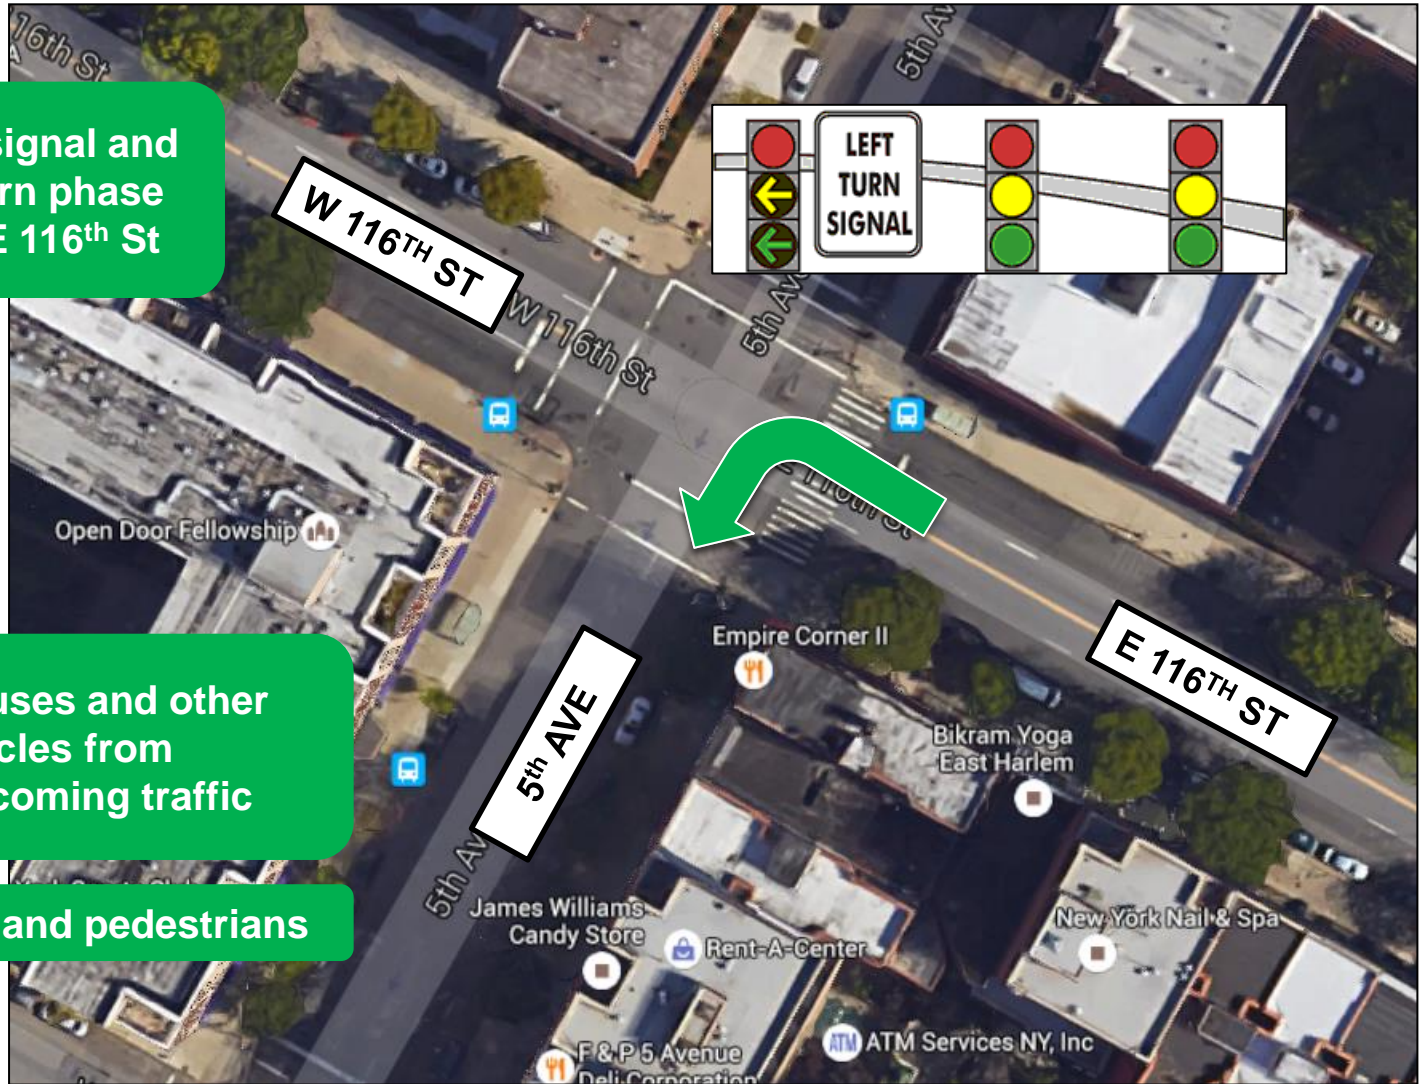 16th St
5th Av
signal and
rn phase
E 116th St
W 116TH ST
LEFT
TURN
SIGNAL
W 116th St
5th Av
E 116th St
Open Door Fellowship
Empire Corner II
E 116TH ST
uses and other
cles from
coming traffic
5th AVE
Bikram Yoga
East Harlem
5th Av
and pedestrians
James Williams
Candy Store
Rent-A-Center
New York Nail & Spa
ATM
ATM Services NY, Inc
F & P 5 Avenue
Deli Corporation